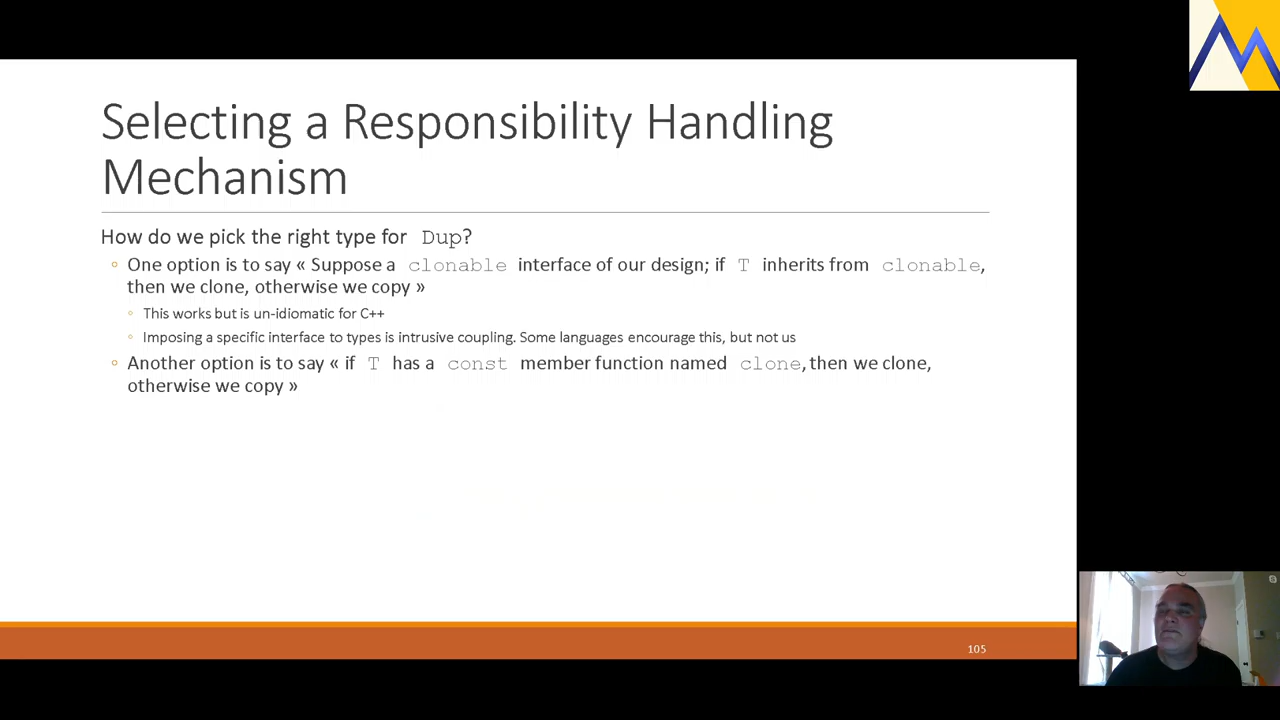 Selecting a Responsibility Handling
Mechanism
How do we pick the right type for Dup?
One option is to say « Suppose a clonable interface of our design; if T inherits from clonable,
then we clone, otherwise we copy »
This works but is un-idiomatic for C++
Imposing a specific interface to types is intrusive coupling. Some languages encourage this, but not us
Another option is to say « if T has a const member function named clone, then we clone,
otherwise we copy »
105